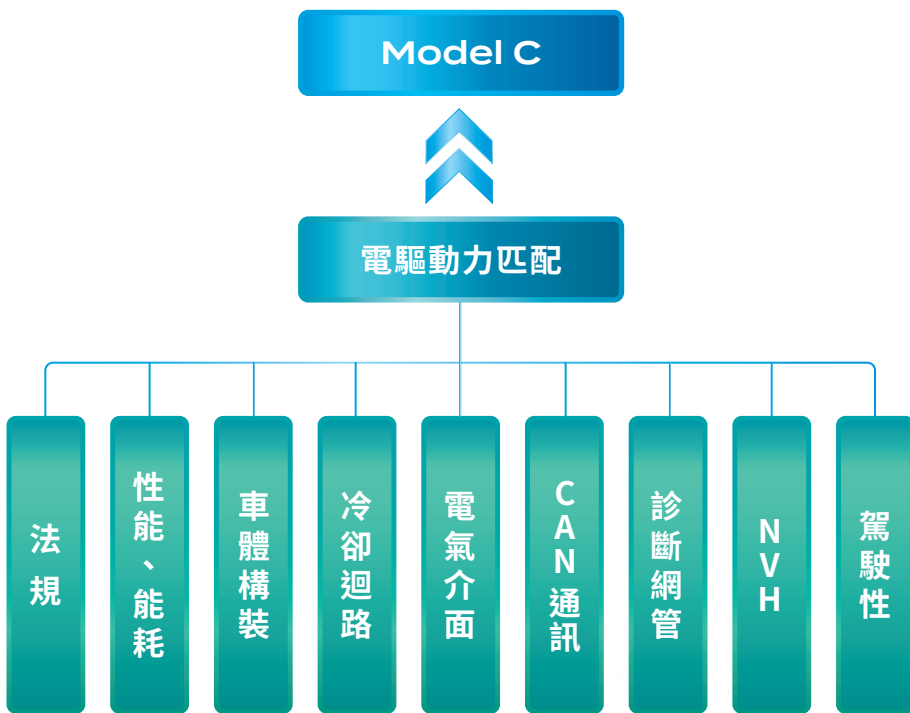 Model C
電驅動力匹配
法規
性能、能耗
車體構裝
冷卻迴路
電氣介面
CAN通訊
診斷網管
NVH
駕駛性